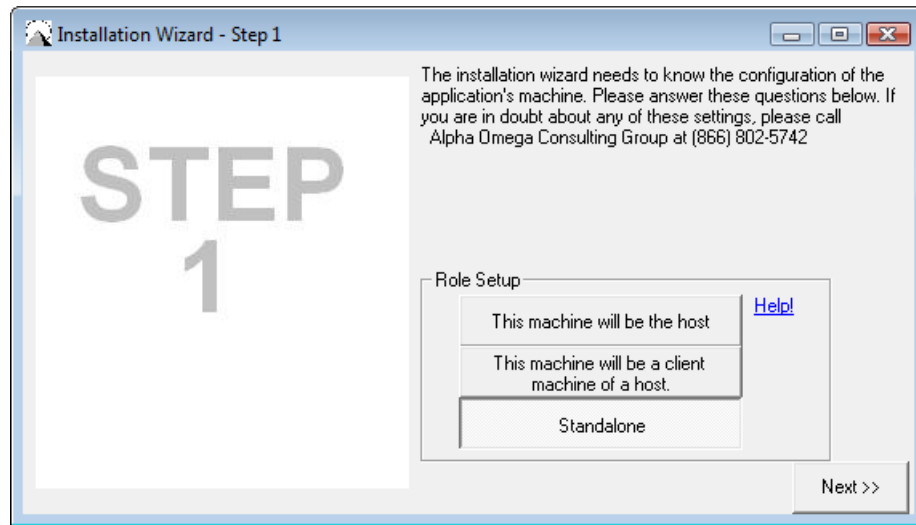 Installation Wizard - Step 1
STEP
1
The installation wizard needs to know the configuration of the
application's machine. Please answer these questions below. If
you are in doubt about any of these settings, please call
Alpha Omega Consulting Group at (866) 802-5742
Role Setup
This machine will be the host
Help!
This machine will be a client
machine of a host.
Standalone
Next >>